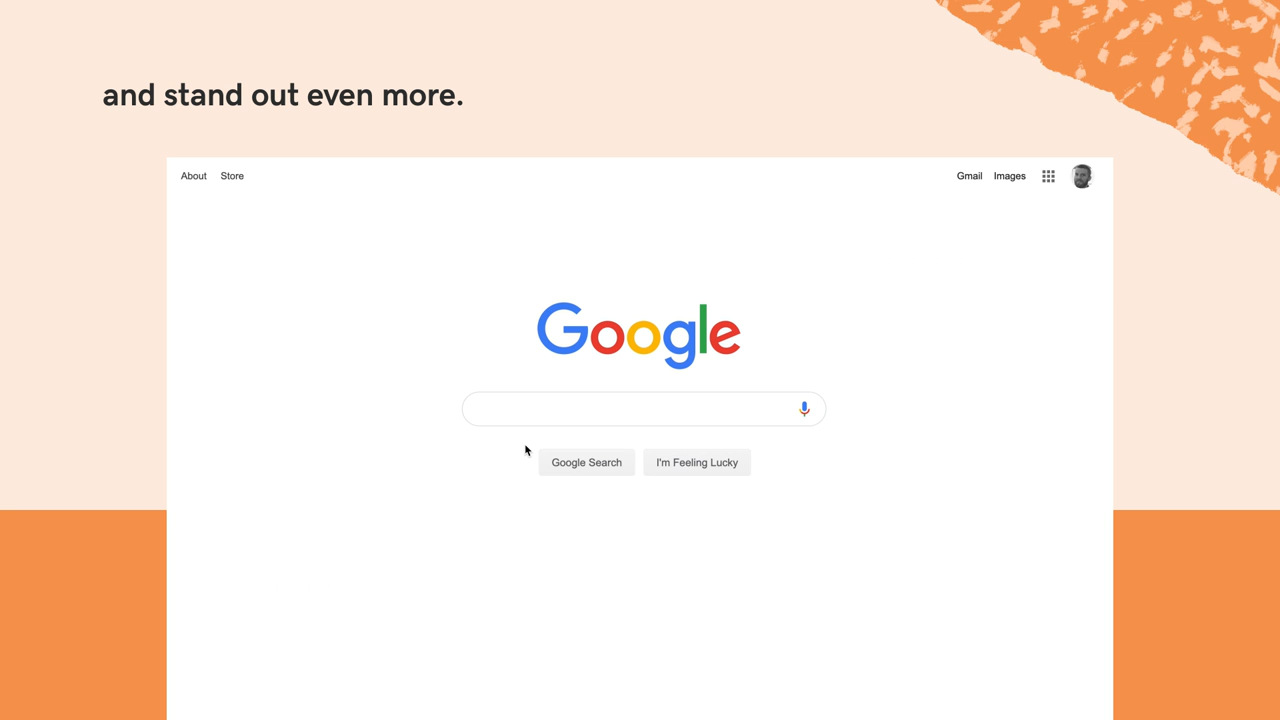 and stand out even more.
About Store Gmail Images
Google
Google Search I'm Feeling Lucky